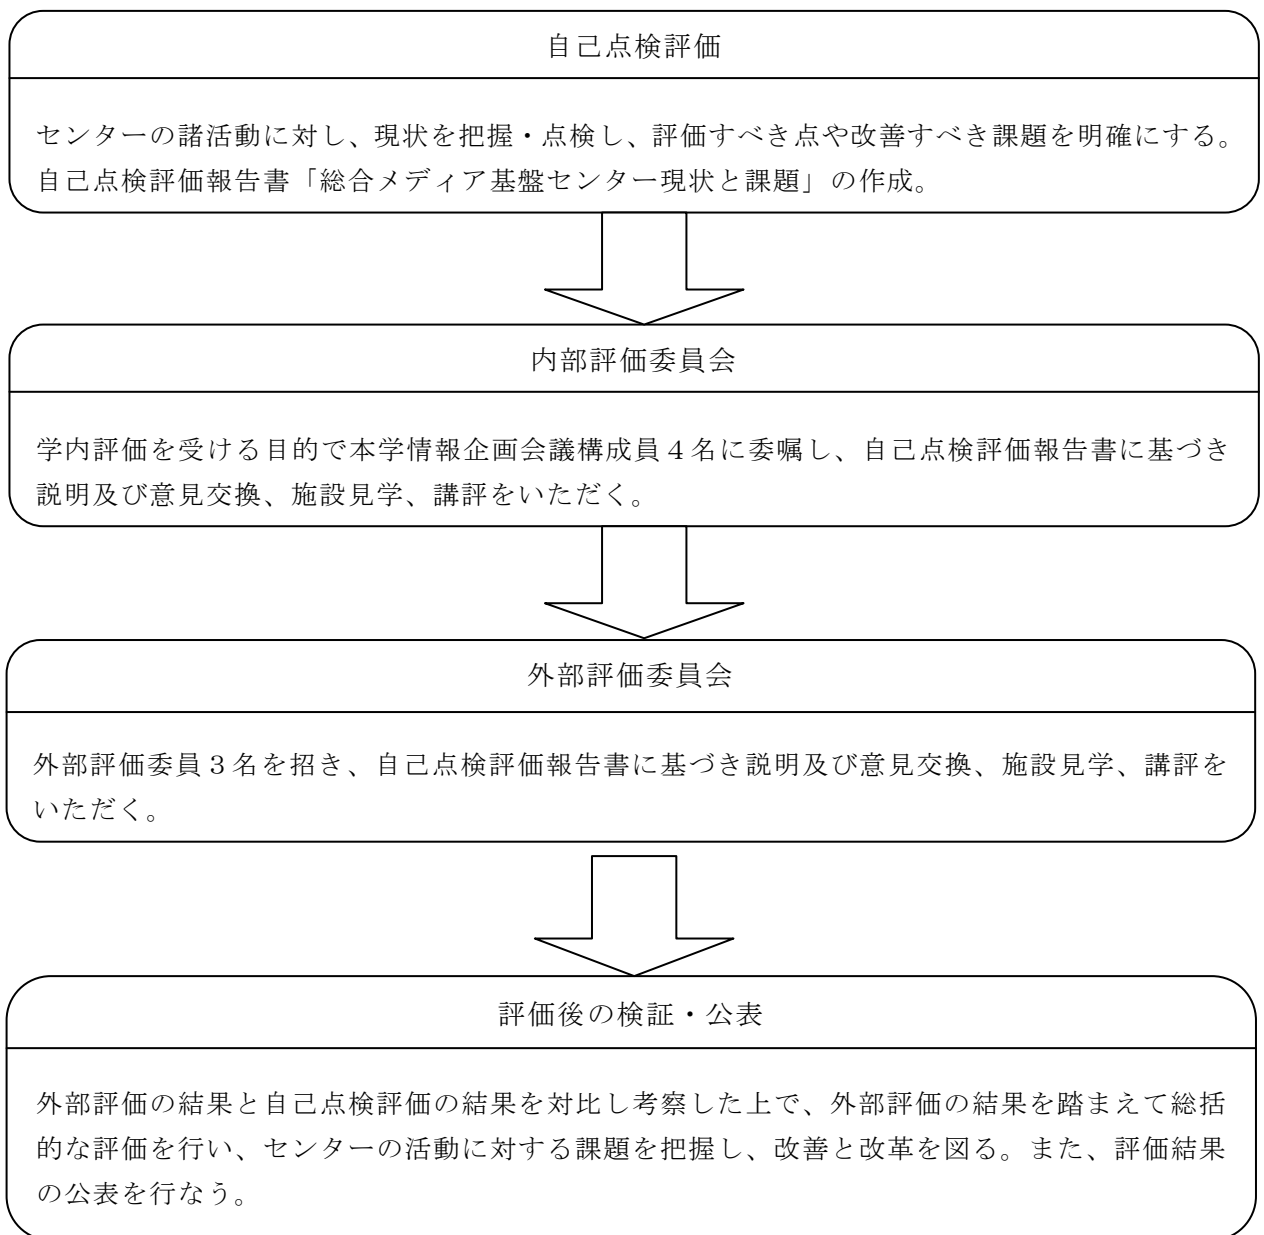 自己点検評価
センターの諸活動に対し、現状を把握・点検し、評価すべき点や改善すべき課題を明確にする。
自己点検評価報告書「総合メディア基盤センター現状と課題」の作成。
内部評価委員会
学内評価を受ける目的で本学情報企画会議構成員４名に委嘱し、自己点検評価報告書に基づき
説明及び意見交換、施設見学、講評をいただく。
外部評価委員会
外部評価委員３名を招き、自己点検評価報告書に基づき説明及び意見交換、施設見学、講評を
いただく。
評価後の検証・公表
外部評価の結果と自己点検評価の結果を対比し考察した上で、外部評価の結果を踏まえて総括
的な評価を行い、センターの活動に対する課題を把握し、改善と改革を図る。また、評価結果
の公表を行なう。